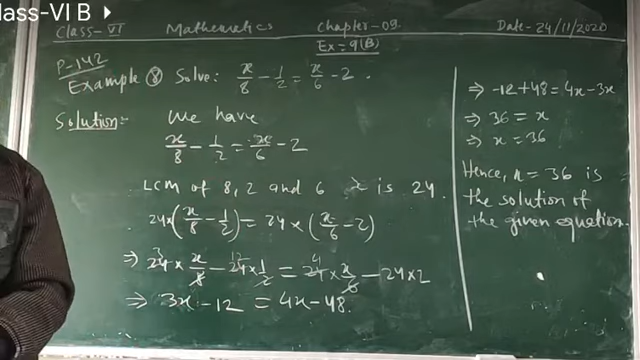 lass-VI B
Class- VI Mathematics Chapter-09. Date- 24/11/2020
Ex=9(B)
P-142
Example 8 Solve: x/8 - 1/2 = x/6 - 2.
Solution:- We have
x/8 - 1/2 = x/6 - 2
LCM of 8, 2 and 6 is 24.
24×(x/8 - 1/2) = 24×(x/6 - 2)
⇒ 24 × x/8 - 24 × 1/2 = 24 × x/6 - 24×2
⇒ 3x - 12 = 4x - 48.
⇒ -12 + 48 = 4x - 3x
⇒ 36 = x
⇒ x = 36
Hence, x = 36 is
the solution of
the given equation.